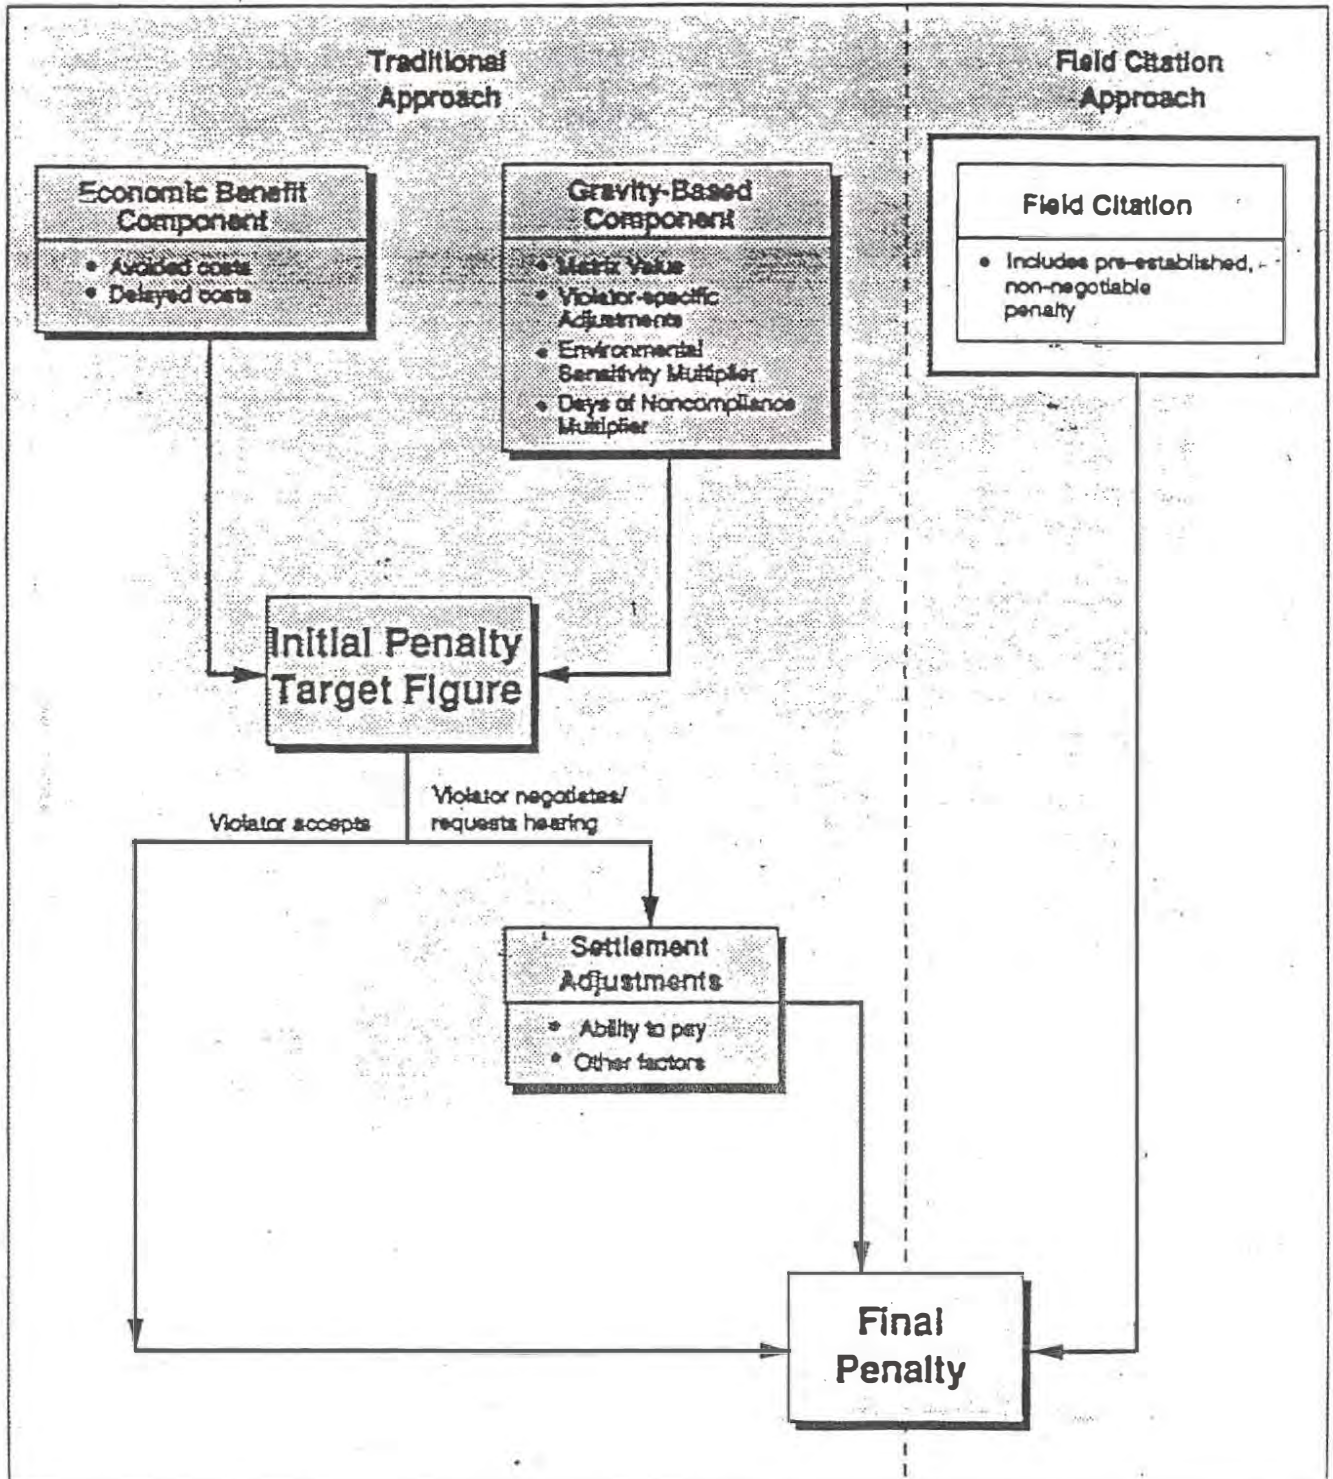 Traditional
Approach
Field Citation
Approach
Economic Benefit
Component
• Avoided costs
• Delayed costs
Gravity-Based
Component
• Matrix Value
• Violator-specific
Adjustments
• Environmental
Sensitivity Multiplier
• Days of Noncompliance
Multiplier
Field Citation
• Includes pre-established,
non-negotiable
penalty
Initial Penalty
Target Figure
Violator accepts
Violator negotiates/
requests hearing
Settlement
Adjustments
• Ability to pay
• Other factors
Final
Penalty